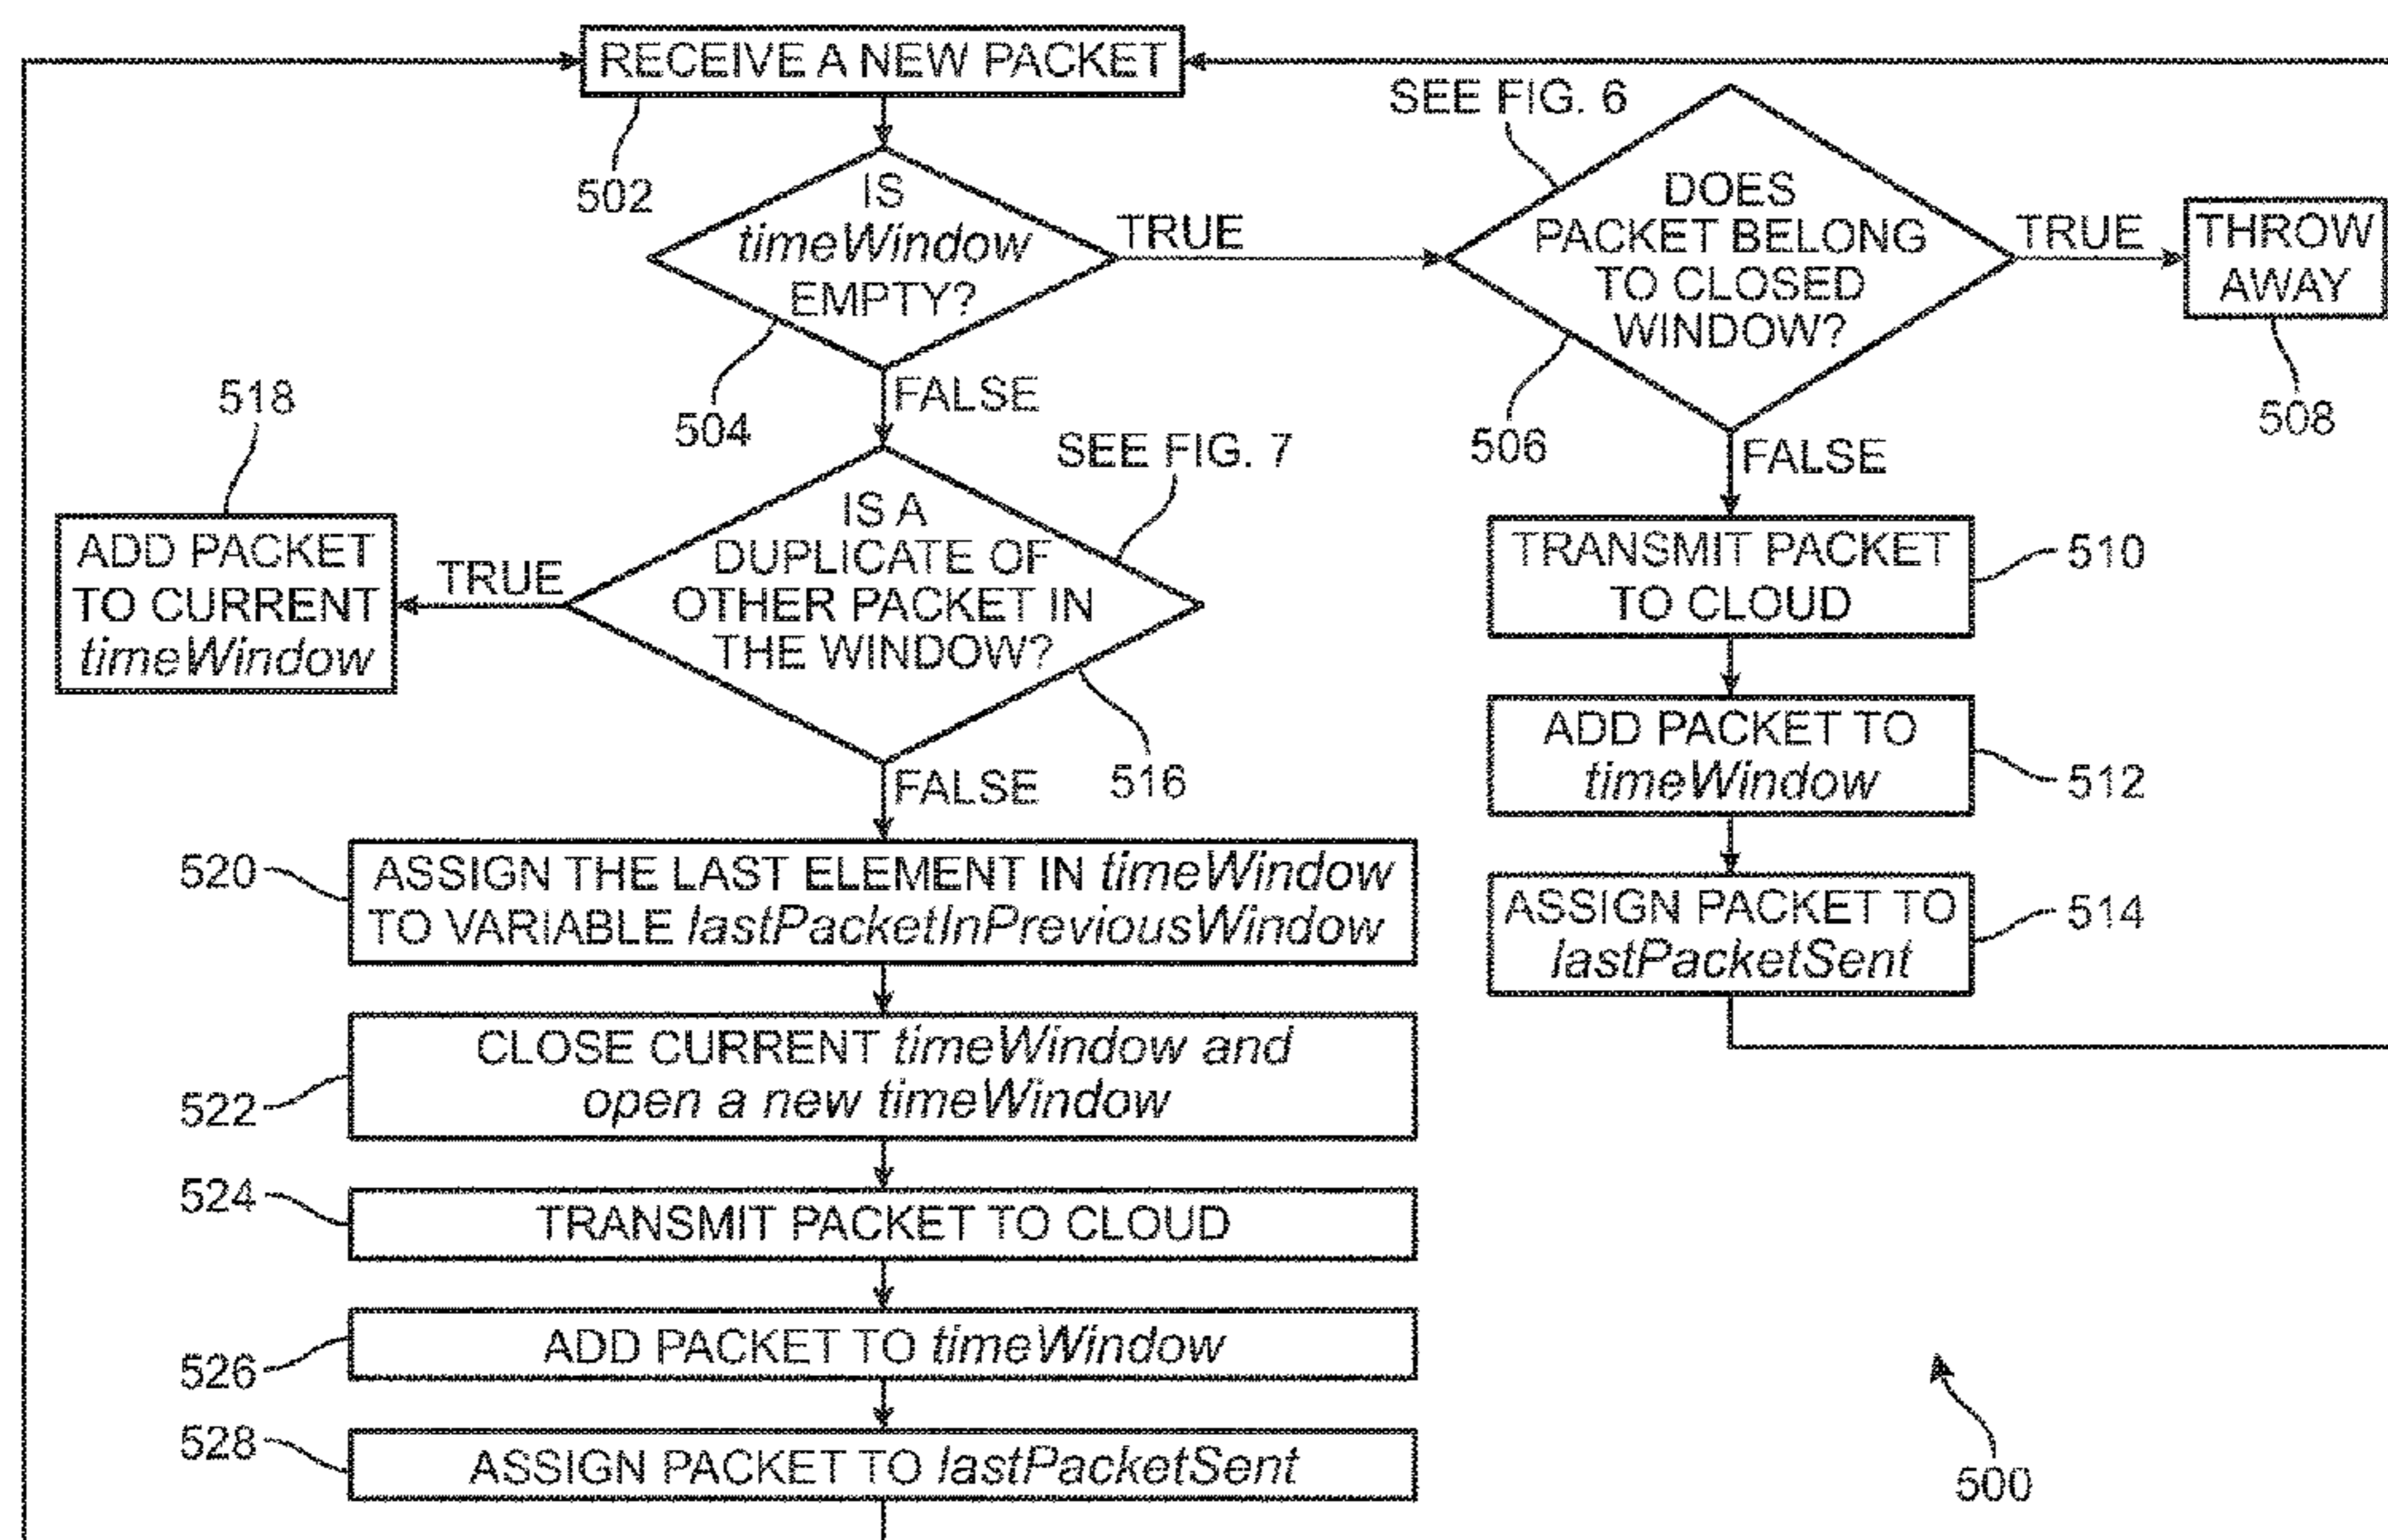 RECEIVE A NEW PACKET
502
IS
timeWindow
EMPTY?
504
TRUE
FALSE
SEE FIG. 6
DOES
PACKET BELONG
TO CLOSED
WINDOW?
506
TRUE
THROW
AWAY
508
FALSE
TRANSMIT PACKET
TO CLOUD
510
ADD PACKET TO
timeWindow
512
ASSIGN PACKET TO
lastPacketSent
514
SEE FIG. 7
IS A
DUPLICATE OF
OTHER PACKET IN
THE WINDOW?
516
TRUE
518
ADD PACKET
TO CURRENT
timeWindow
FALSE
520
ASSIGN THE LAST ELEMENT IN timeWindow
TO VARIABLE lastPacketInPreviousWindow
522
CLOSE CURRENT timeWindow and
open a new timeWindow
524
TRANSMIT PACKET TO CLOUD
526
ADD PACKET TO timeWindow
528
ASSIGN PACKET TO lastPacketSent
500